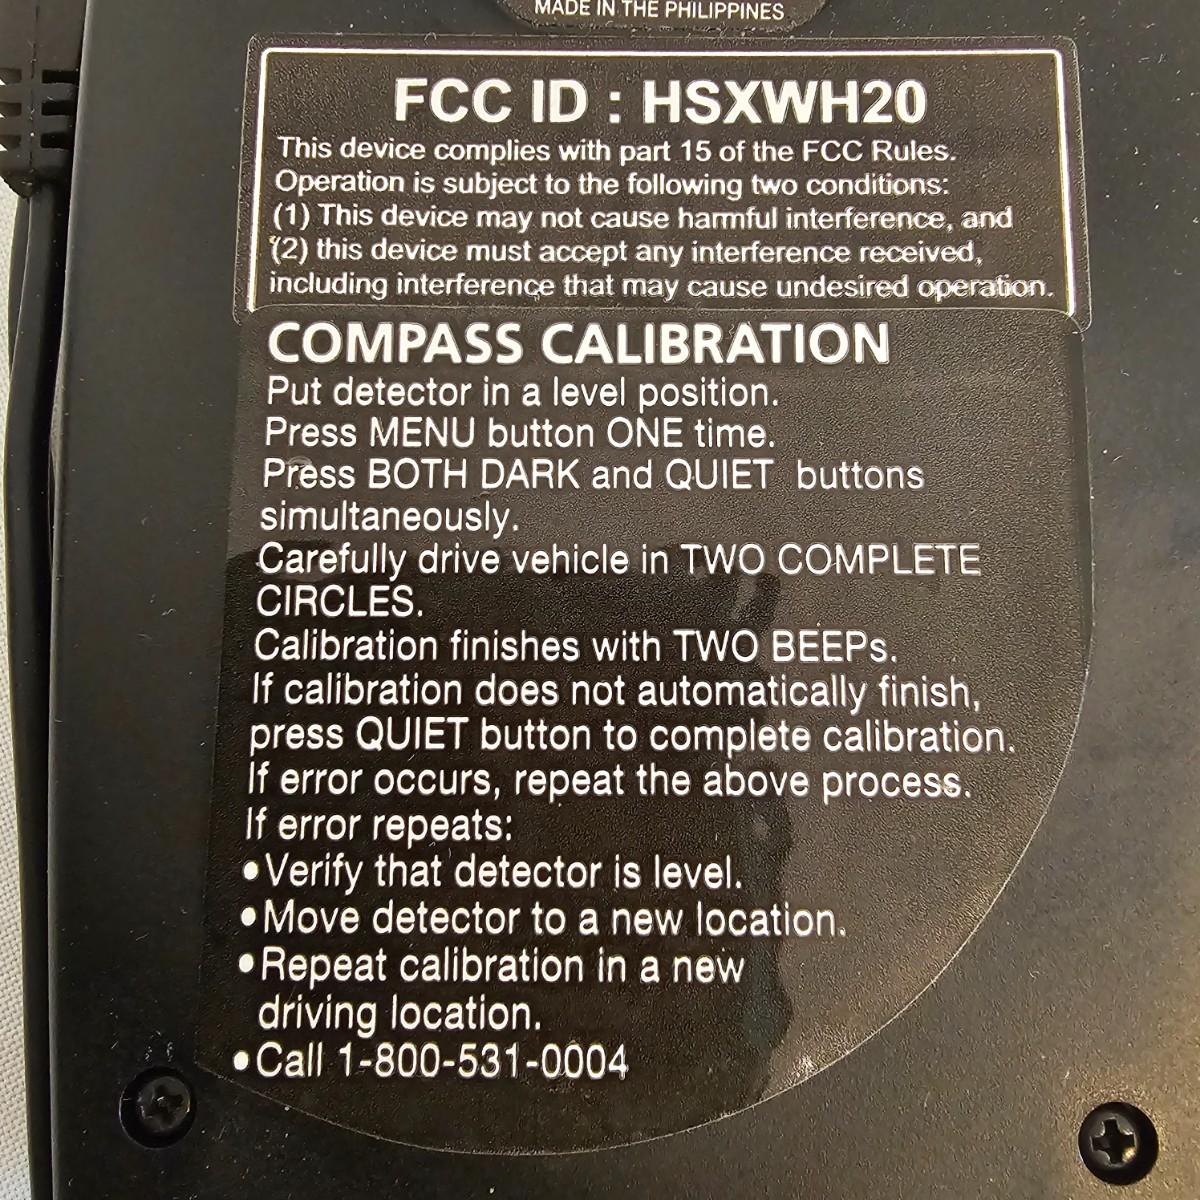 MADE IN THE PHILIPPINES
FCC ID : HSXWH20
This device complies with part 15 of the FCC Rules.
Operation is subject to the following two conditions:
(1) This device may not cause harmful interference, and
(2) this device must accept any interference received,
including interference that may cause undesired operation.
COMPASS CALIBRATION
Put detector in a level position.
Press MENU button ONE time.
Press BOTH DARK and QUIET buttons
simultaneously.
Carefully drive vehicle in TWO COMPLETE
CIRCLES.
Calibration finishes with TWO BEEPs.
If calibration does not automatically finish,
press QUIET button to complete calibration.
If error occurs, repeat the above process.
If error repeats:
•Verify that detector is level.
•Move detector to a new location.
•Repeat calibration in a new
driving location.
•Call 1-800-531-0004